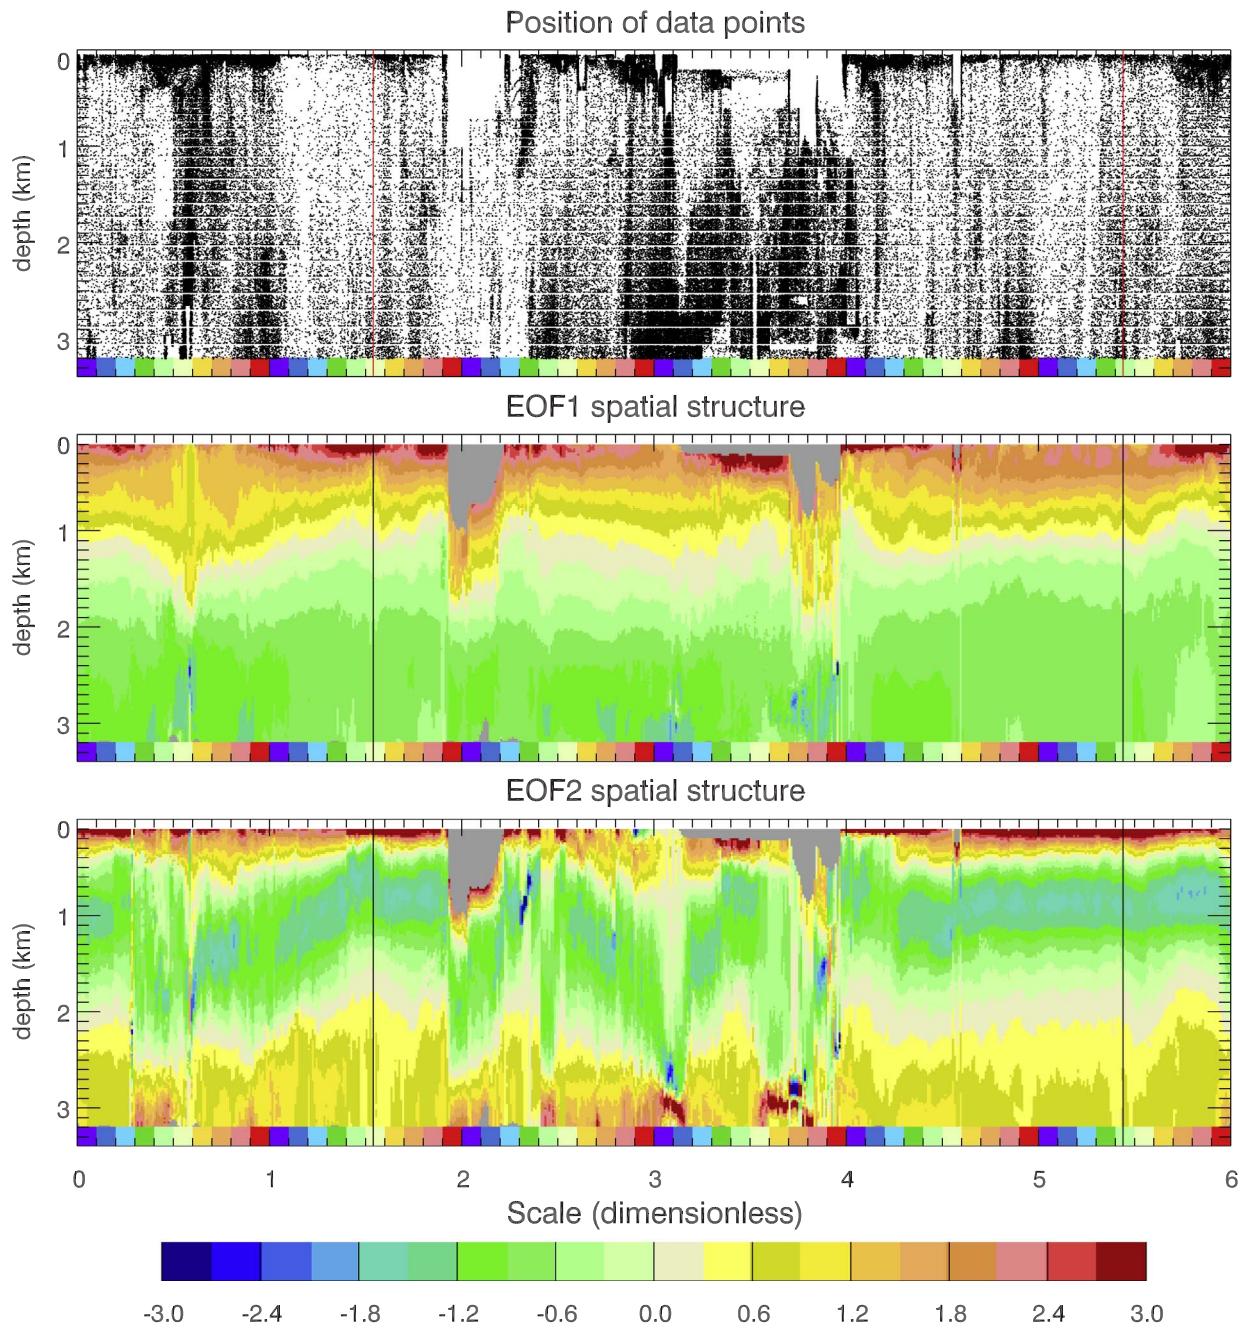 Position of data points
0
1
2
3
depth (km)
EOF1 spatial structure
0
1
2
3
depth (km)
EOF2 spatial structure
0
1
2
3
depth (km)
0 1 2 3 4 5 6
Scale (dimensionless)
-3.0 -2.4 -1.8 -1.2 -0.6 0.0 0.6 1.2 1.8 2.4 3.0